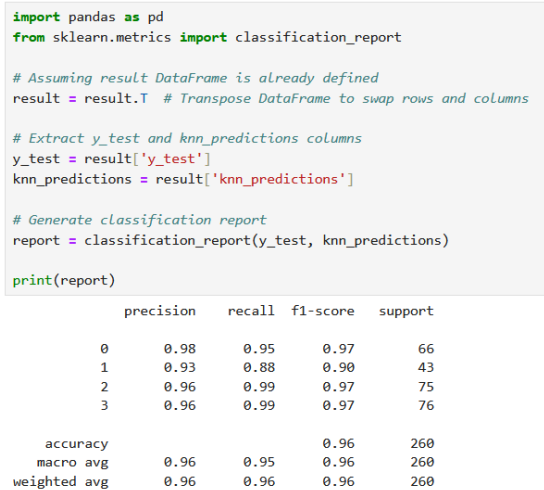 import pandas as pd
from sklearn.metrics import classification_report
# Assuming result DataFrame is already defined
result = result.T  # Transpose DataFrame to swap rows and columns
# Extract y_test and knn_predictions columns
y_test = result['y_test']
knn_predictions = result['knn_predictions']
# Generate classification report
report = classification_report(y_test, knn_predictions)
print(report)
precision recall f1-score support
0 0.98 0.95 0.97 66
1 0.93 0.88 0.90 43
2 0.96 0.99 0.97 75
3 0.96 0.99 0.97 76
accuracy 0.96 260
macro avg 0.96 0.95 0.96 260
weighted avg 0.96 0.96 0.96 260